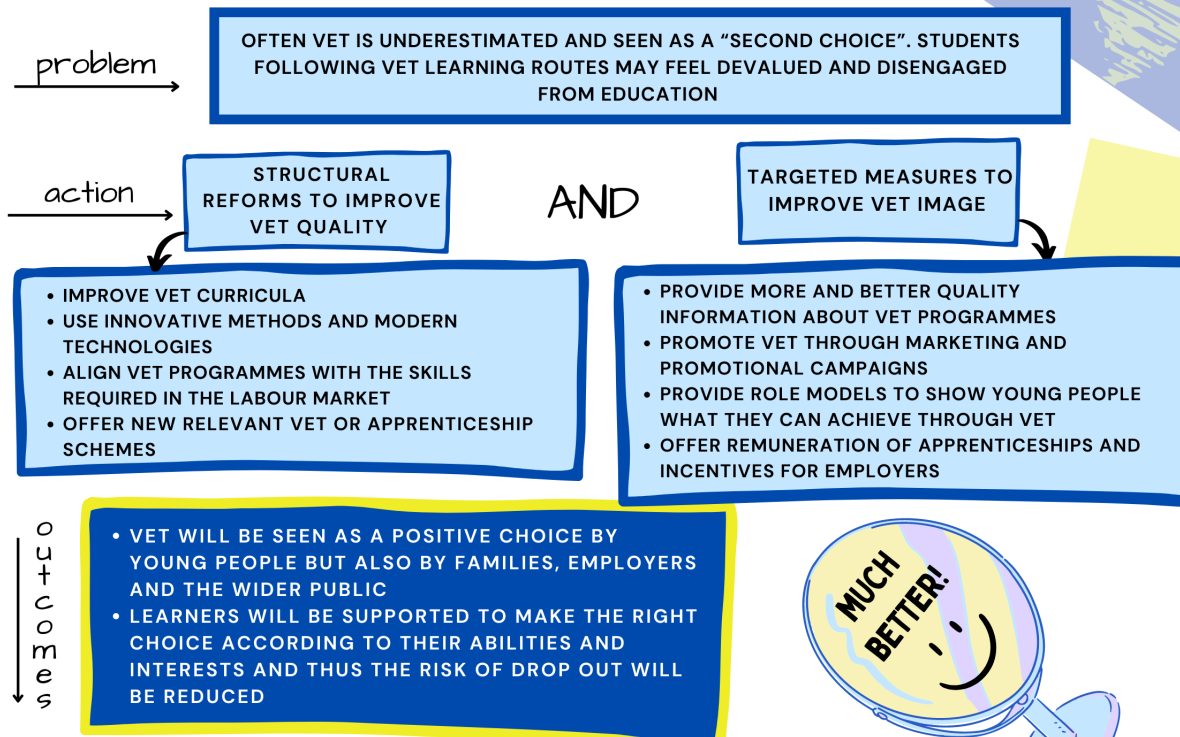 problem
OFTEN VET IS UNDERESTIMATED AND SEEN AS A “SECOND CHOICE”. STUDENTS
FOLLOWING VET LEARNING ROUTES MAY FEEL DEVALUED AND DISENGAGED
FROM EDUCATION
action
STRUCTURAL
REFORMS TO IMPROVE
VET QUALITY
AND
TARGETED MEASURES TO
IMPROVE VET IMAGE
• IMPROVE VET CURRICULA
• USE INNOVATIVE METHODS AND MODERN
TECHNOLOGIES
• ALIGN VET PROGRAMMES WITH THE SKILLS
REQUIRED IN THE LABOUR MARKET
• OFFER NEW RELEVANT VET OR APPRENTICESHIP
SCHEMES
• PROVIDE MORE AND BETTER QUALITY
INFORMATION ABOUT VET PROGRAMMES
• PROMOTE VET THROUGH MARKETING AND
PROMOTIONAL CAMPAIGNS
• PROVIDE ROLE MODELS TO SHOW YOUNG PEOPLE
WHAT THEY CAN ACHIEVE THROUGH VET
• OFFER REMUNERATION OF APPRENTICESHIPS AND
INCENTIVES FOR EMPLOYERS
outcomes
• VET WILL BE SEEN AS A POSITIVE CHOICE BY
YOUNG PEOPLE BUT ALSO BY FAMILIES, EMPLOYERS
AND THE WIDER PUBLIC
• LEARNERS WILL BE SUPPORTED TO MAKE THE RIGHT
CHOICE ACCORDING TO THEIR ABILITIES AND
INTERESTS AND THUS THE RISK OF DROP OUT WILL
BE REDUCED
MUCH
BETTER!